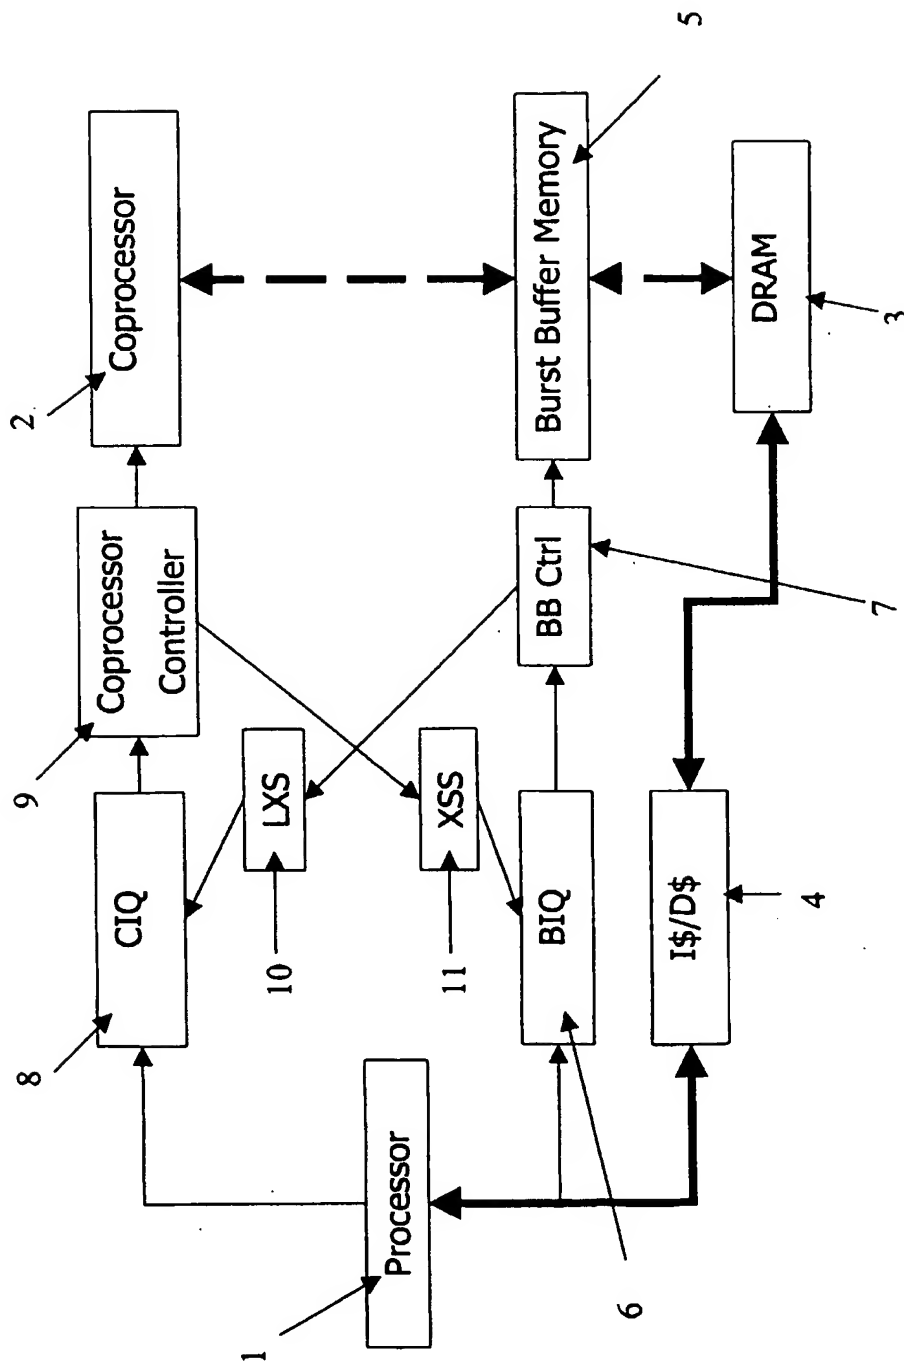 2
Coprocessor
5
9
Coprocessor
Controller
Burst Buffer Memory
8
CIQ
10
LXS
BB Ctrl
7
DRAM
3
11
XSS
BIQ
I$/D$
4
1
Processor
6